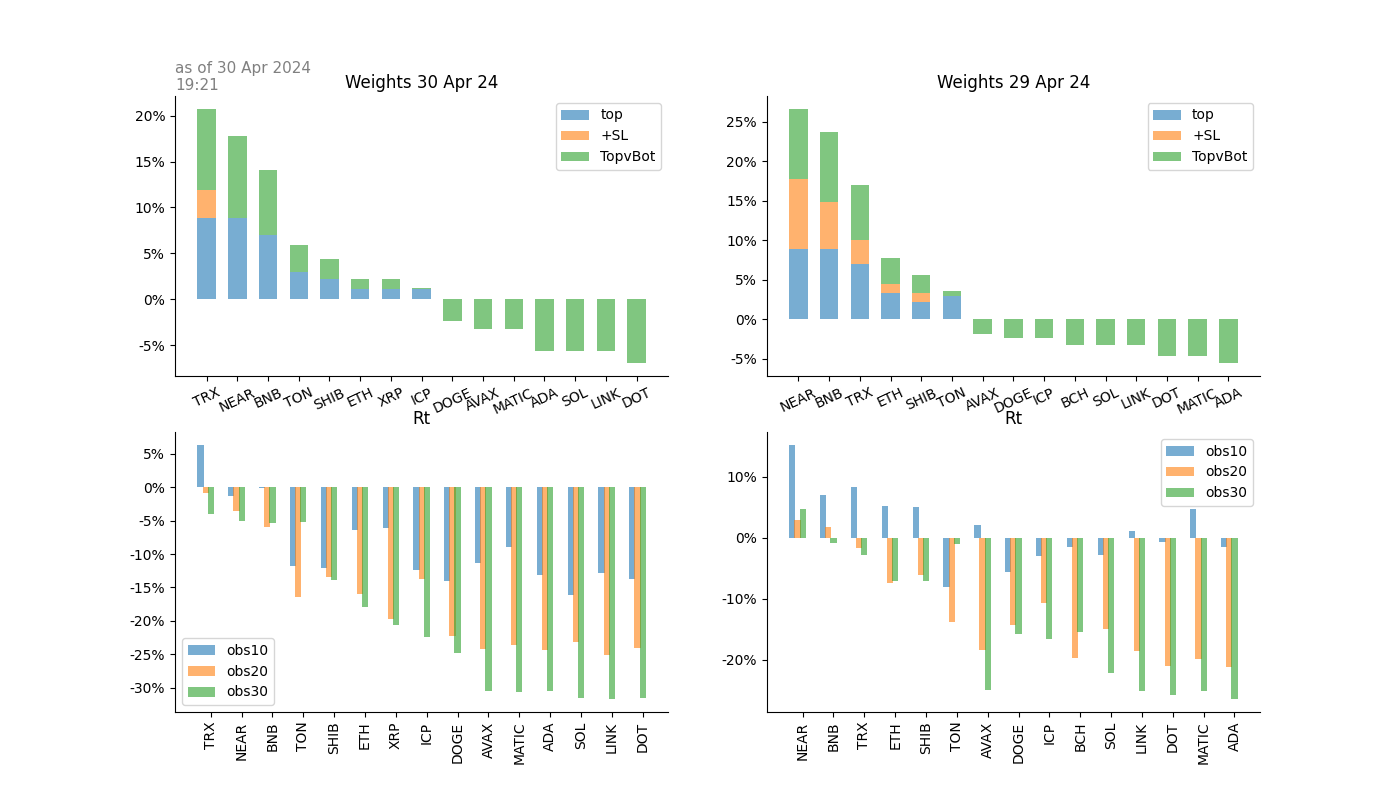 as of 30 Apr 2024
19:21
Weights 30 Apr 24
20%
15%
10%
5%
0%
-5%
top
+SL
TopvBot
TRX NEAR BNB TON SHIB ETH XRP ICP DOGE AVAX MATIC ADA SOL LINK DOT
Weights 29 Apr 24
25%
20%
15%
10%
5%
0%
-5%
top
+SL
TopvBot
NEAR BNB TRX ETH SHIB TON AVAX DOGE ICP BCH SOL LINK DOT MATIC ADA
Rt
5%
0%
-5%
-10%
-15%
-20%
-25%
-30%
obs10
obs20
obs30
TRX NEAR BNB TON SHIB ETH XRP ICP DOGE AVAX MATIC ADA SOL LINK DOT
Rt
10%
0%
-10%
-20%
obs10
obs20
obs30
NEAR BNB TRX ETH SHIB TON AVAX DOGE ICP BCH SOL LINK DOT MATIC ADA